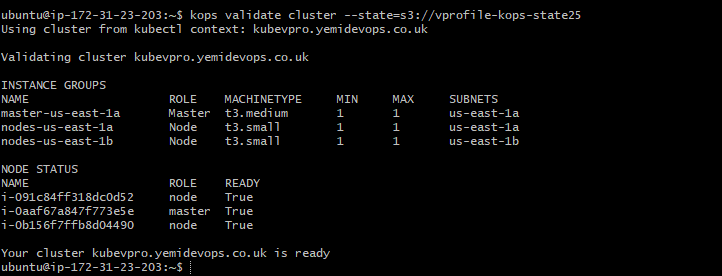 ubuntu@ip-172-31-23-203:~$ kops validate cluster --state=s3://vprofile-kops-state25
Using cluster from kubectl context: kubevpro.yemidevops.co.uk
Validating cluster kubevpro.yemidevops.co.uk
INSTANCE GROUPS
NAME ROLE MACHINETYPE MIN MAX SUBNETS
master-us-east-1a Master t3.medium 1 1 us-east-1a
nodes-us-east-1a Node t3.small 1 1 us-east-1a
nodes-us-east-1b Node t3.small 1 1 us-east-1b
NODE STATUS
NAME ROLE READY
i-091c84ff318dc0d52 node True
i-0aaf67a847f773e5e master True
i-0b156f7ffb8d04490 node True
Your cluster kubevpro.yemidevops.co.uk is ready
ubuntu@ip-172-31-23-203:~$